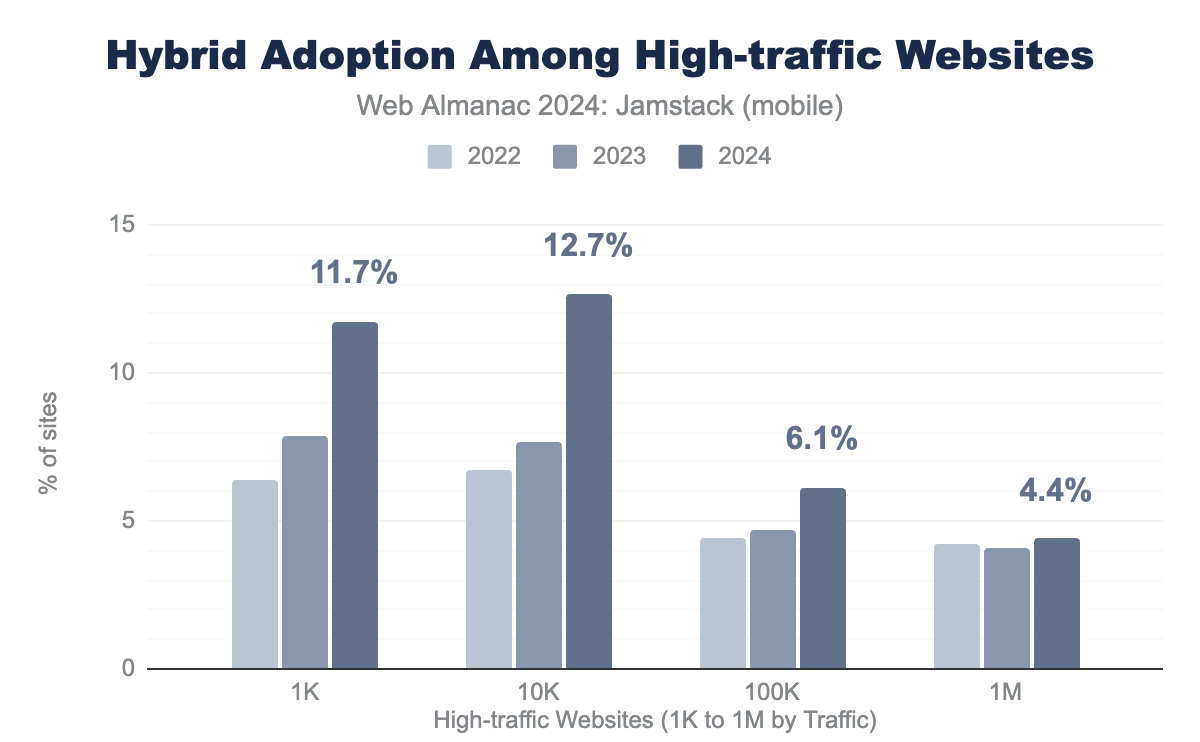 Hybrid Adoption Among High-traffic Websites
Web Almanac 2024: Jamstack (mobile)
2022 2023 2024
15
12.7%
11.7%
10
% of sites
6.1%
4.4%
5
0
1K 10K 100K 1M
High-traffic Websites (1K to 1M by Traffic)